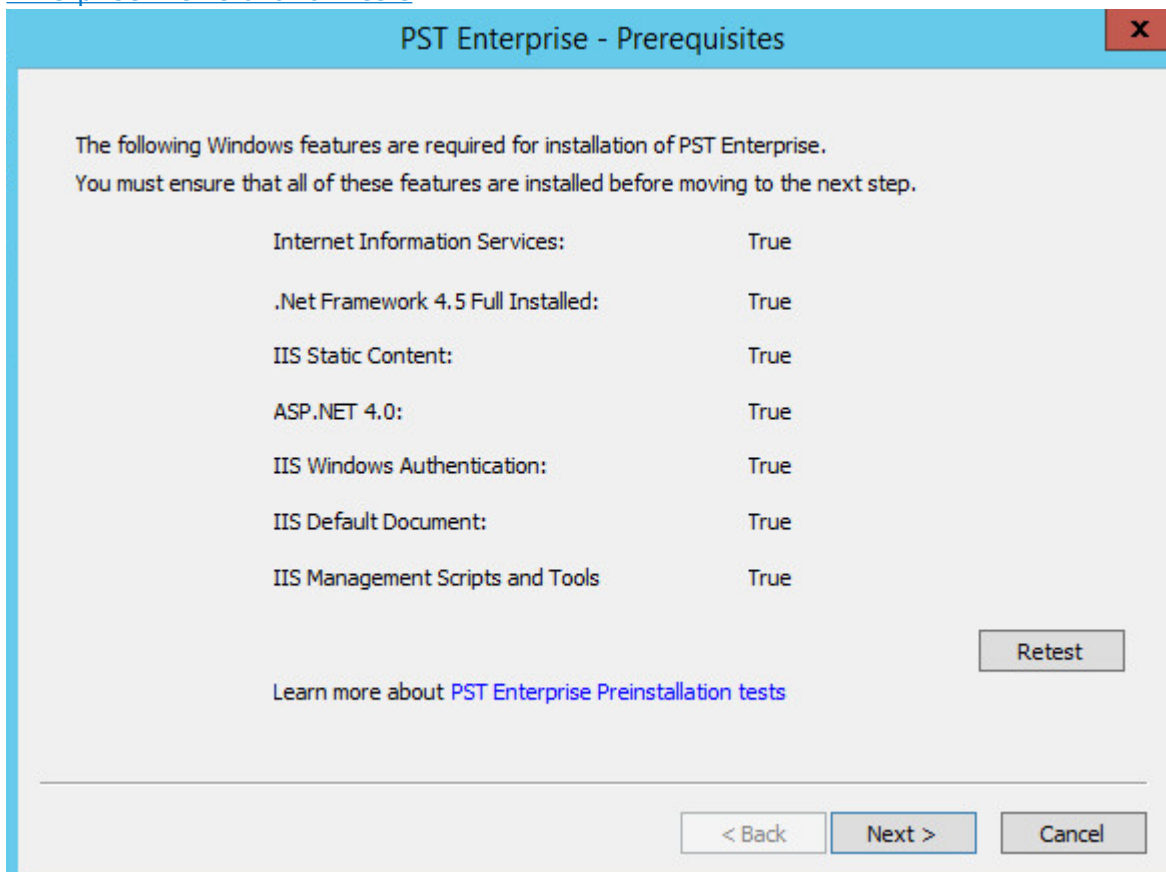 PST Enterprise - Prerequisites
x
The following Windows features are required for installation of PST Enterprise.
You must ensure that all of these features are installed before moving to the next step.
Internet Information Services: True
.Net Framework 4.5 Full Installed: True
IIS Static Content: True
ASP.NET 4.0: True
IIS Windows Authentication: True
IIS Default Document: True
IIS Management Scripts and Tools True
Retest
Learn more about PST Enterprise Preinstallation tests
< Back Next > Cancel